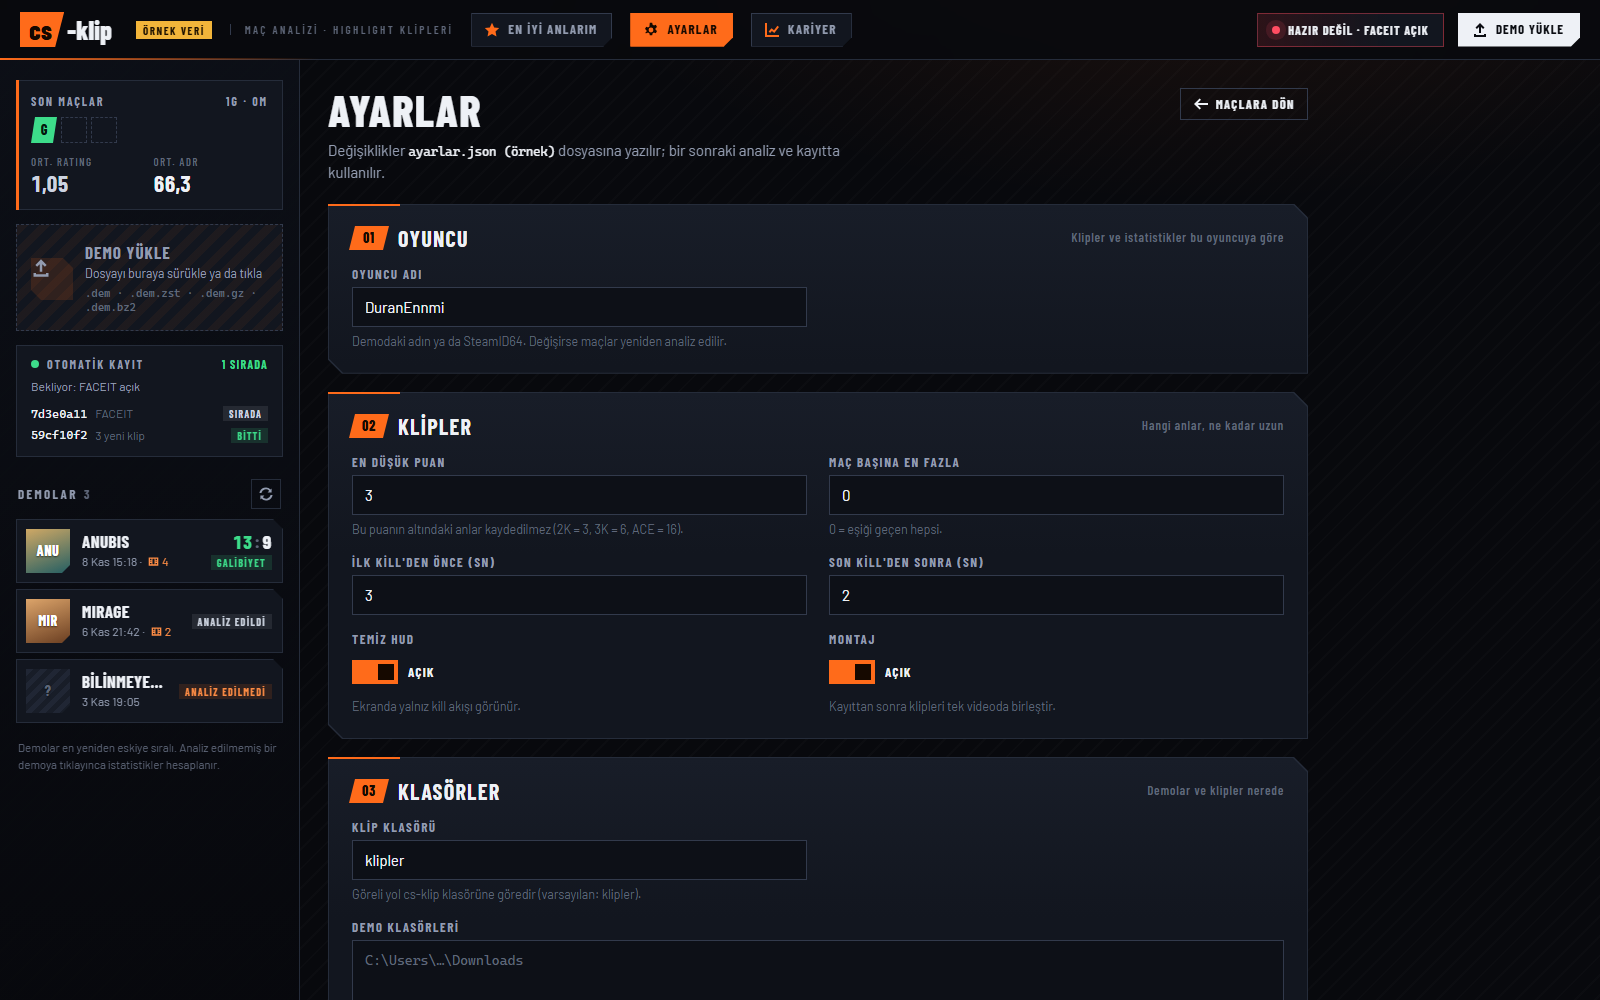 cs -klip
ÖRNEK VERİ
MAÇ ANALİZİ · HIGHLIGHT KLİPLERİ
EN İYİ ANLARIM
AYARLAR
KARİYER
HAZIR DEĞİL · FACEIT AÇIK
DEMO YÜKLE
SON MAÇLAR
1G · 0M
G
ORT. RATING
ORT. ADR
1,05
66,3
DEMO YÜKLE
Dosyayı buraya sürükle ya da tıkla
.dem · .dem.zst · .dem.gz ·
.dem.bz2
OTOMATİK KAYIT
1 SIRADA
Bekliyor: FACEIT açık
7d3e0a11 FACEIT
SIRADA
59cf10f2 3 yeni klip
BİTTİ
DEMOLAR 3
ANU
ANUBIS
13:9
8 Kas 15:18 · 4
GALİBİYET
MIR
MIRAGE
6 Kas 21:42 · 2
ANALİZ EDİLDİ
?
BİLİNMEYE...
3 Kas 19:05
ANALİZ EDİLMEDİ
Demolar en yeniden eskiye sıralı. Analiz edilmemiş bir
demoya tıklayınca istatistikler hesaplanır.
AYARLAR
MAÇLARA DÖN
Değişiklikler ayarlar.json (örnek) dosyasına yazılır; bir sonraki analiz ve kayıtta
kullanılır.
01 OYUNCU
Klipler ve istatistikler bu oyuncuya göre
OYUNCU ADI
DuranEnnmi
Demodaki adın ya da SteamID64. Değişirse maçlar yeniden analiz edilir.
02 KLİPLER
Hangi anlar, ne kadar uzun
EN DÜŞÜK PUAN
MAÇ BAŞINA EN FAZLA
3
0
Bu puanın altındaki anlar kaydedilmez (2K = 3, 3K = 6, ACE = 16).
0 = eşiği geçen hepsi.
İLK KİLL'DEN ÖNCE (SN)
SON KİLL'DEN SONRA (SN)
3
2
TEMİZ HUD
MONTAJ
AÇIK
AÇIK
Ekranda yalnız kill akışı görünür.
Kayıttan sonra klipleri tek videoda birleştir.
03 KLASÖRLER
Demolar ve klipler nerede
KLİP KLASÖRÜ
klipler
Göreli yol cs-klip klasörüne göredir (varsayılan: klipler).
DEMO KLASÖRLERİ
C:\Users\…\Downloads